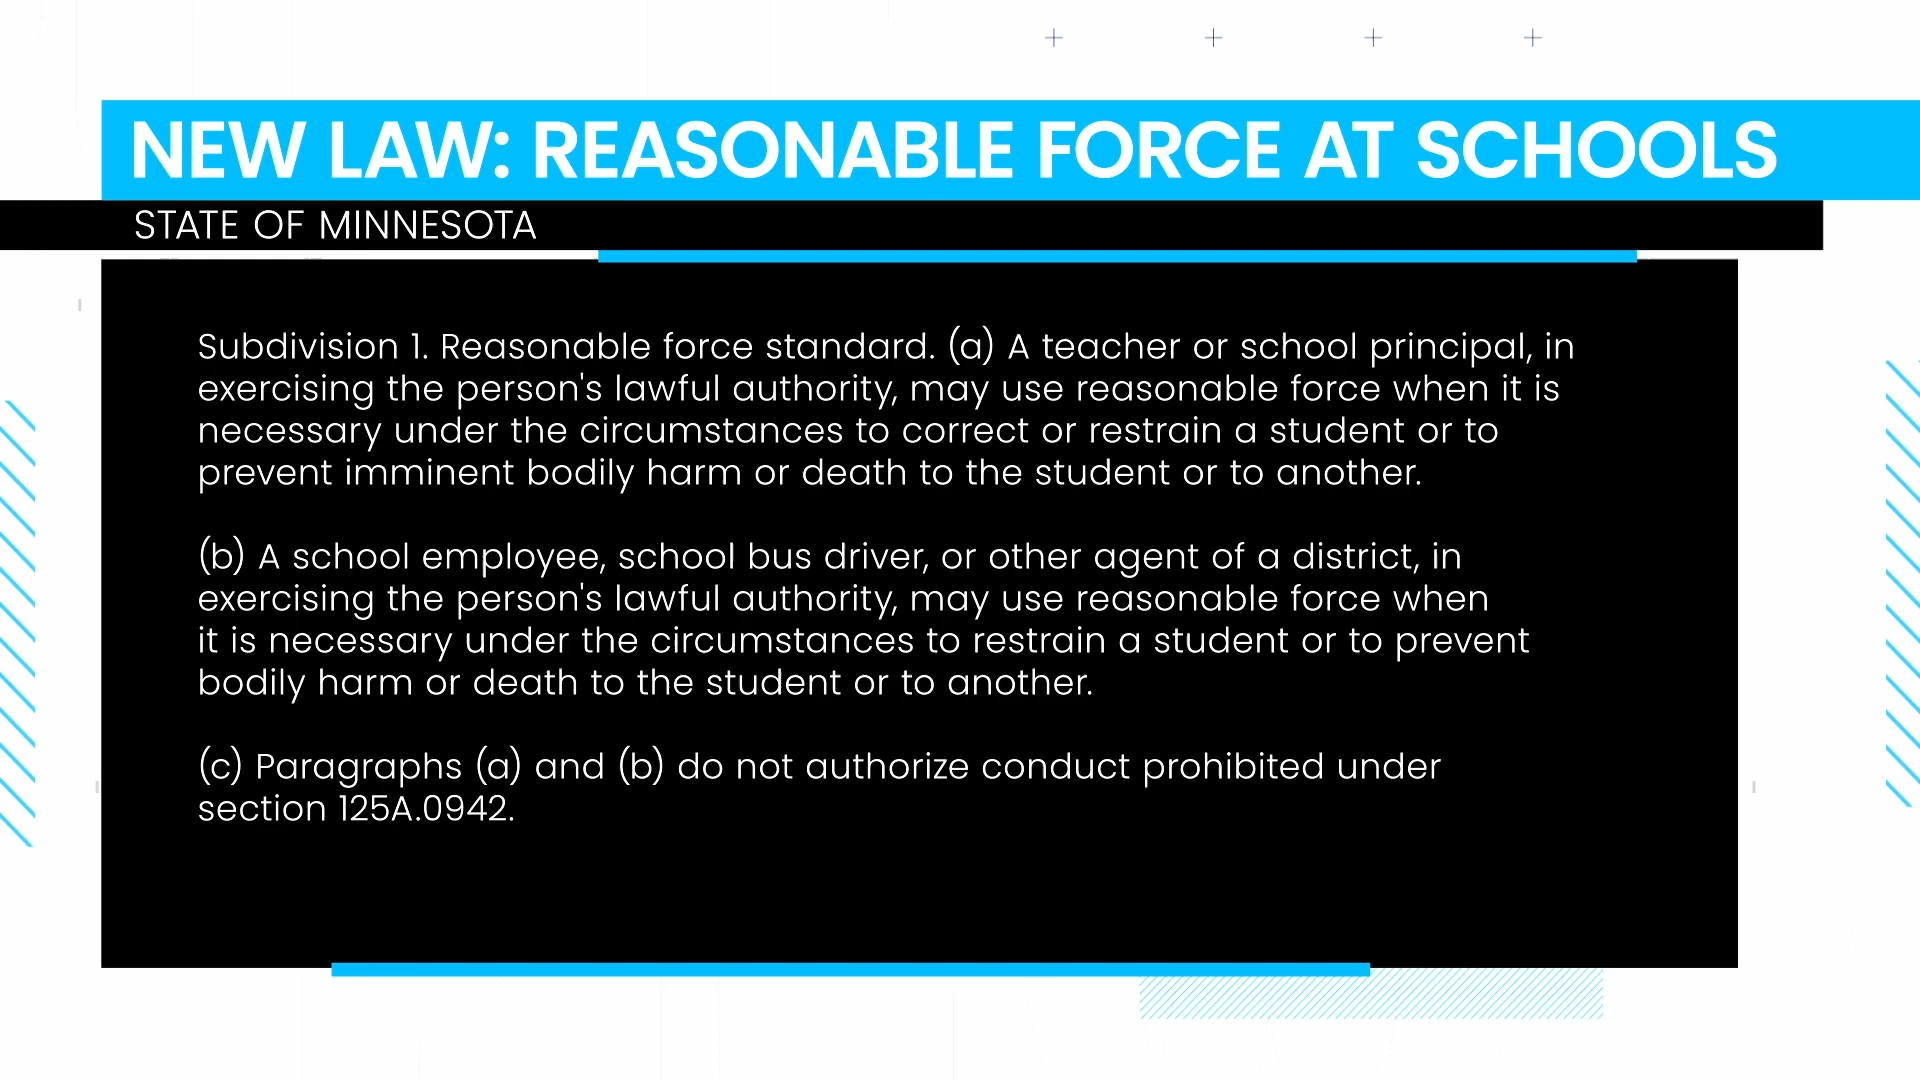 NEW LAW: REASONABLE FORCE AT SCHOOLS
STATE OF MINNESOTA
Subdivision 1. Reasonable force standard. (a) A teacher or school principal, in
exercising the person's lawful authority, may use reasonable force when it is
necessary under the circumstances to correct or restrain a student or to
prevent imminent bodily harm or death to the student or to another.
(b) A school employee, school bus driver, or other agent of a district, in
exercising the person's lawful authority, may use reasonable force when
it is necessary under the circumstances to restrain a student or to prevent
bodily harm or death to the student or to another.
(c) Paragraphs (a) and (b) do not authorize conduct prohibited under
section 125A.0942.